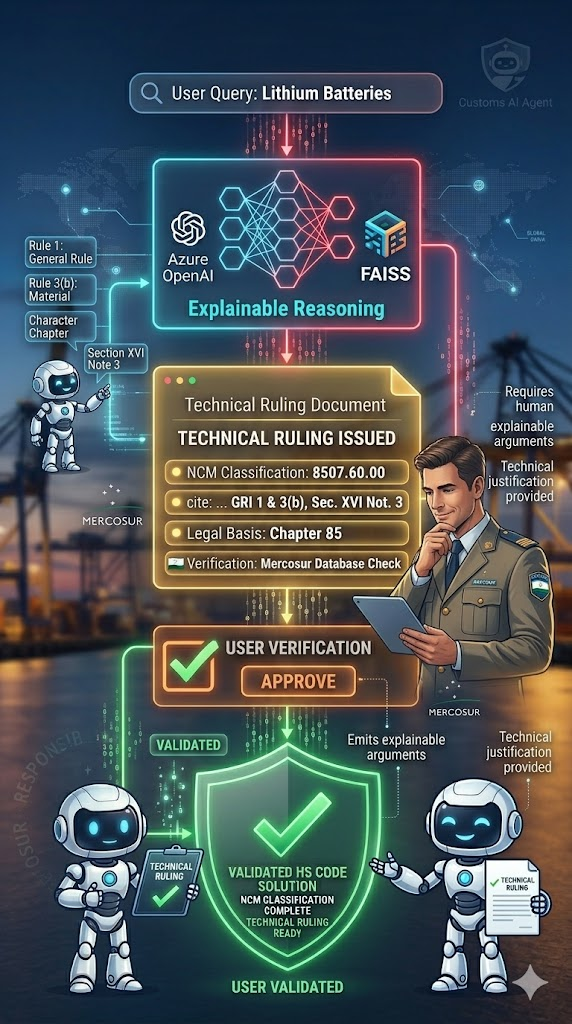 Customs AI Agent
User Query: Lithium Batteries
Azure
OpenAI
FAISS
Explainable Reasoning
Rule 1:
General Rule
Rule 3(b):
Material
Character
Chapter
Section XVI
Note 3
GLOBAL
Technical Ruling Document
TECHNICAL RULING ISSUED
NCM Classification: 8507.60.00
cite: ... GRI 1 & 3(b), Sec. XVI Not. 3
Legal Basis: Chapter 85
Verification: Mercosur Database Check
MERCOSUR
Requires
human
explainable
arguments
Technical
justification
provided
MERCOSUR
USER VERIFICATION
APPROVE
MERCOSUR
VALIDATED
Emits explainable
arguments
Technical
justification
provided
OSUR RESPONSIB
TECHNICAL
RULING
VALIDATED HS CODE
SOLUTION
NCM CLASSIFICATION
COMPLETE
TECHNICAL RULING
READY
TECHNICAL
RULING
USER VALIDATED